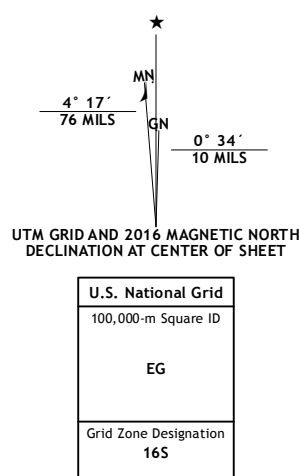 ★
MN
4° 17´
76 MILS
GN
0° 34´
10 MILS
UTM GRID AND 2016 MAGNETIC NORTH
DECLINATION AT CENTER OF SHEET
U.S. National Grid
100,000-m Square ID
EG
Grid Zone Designation
16S